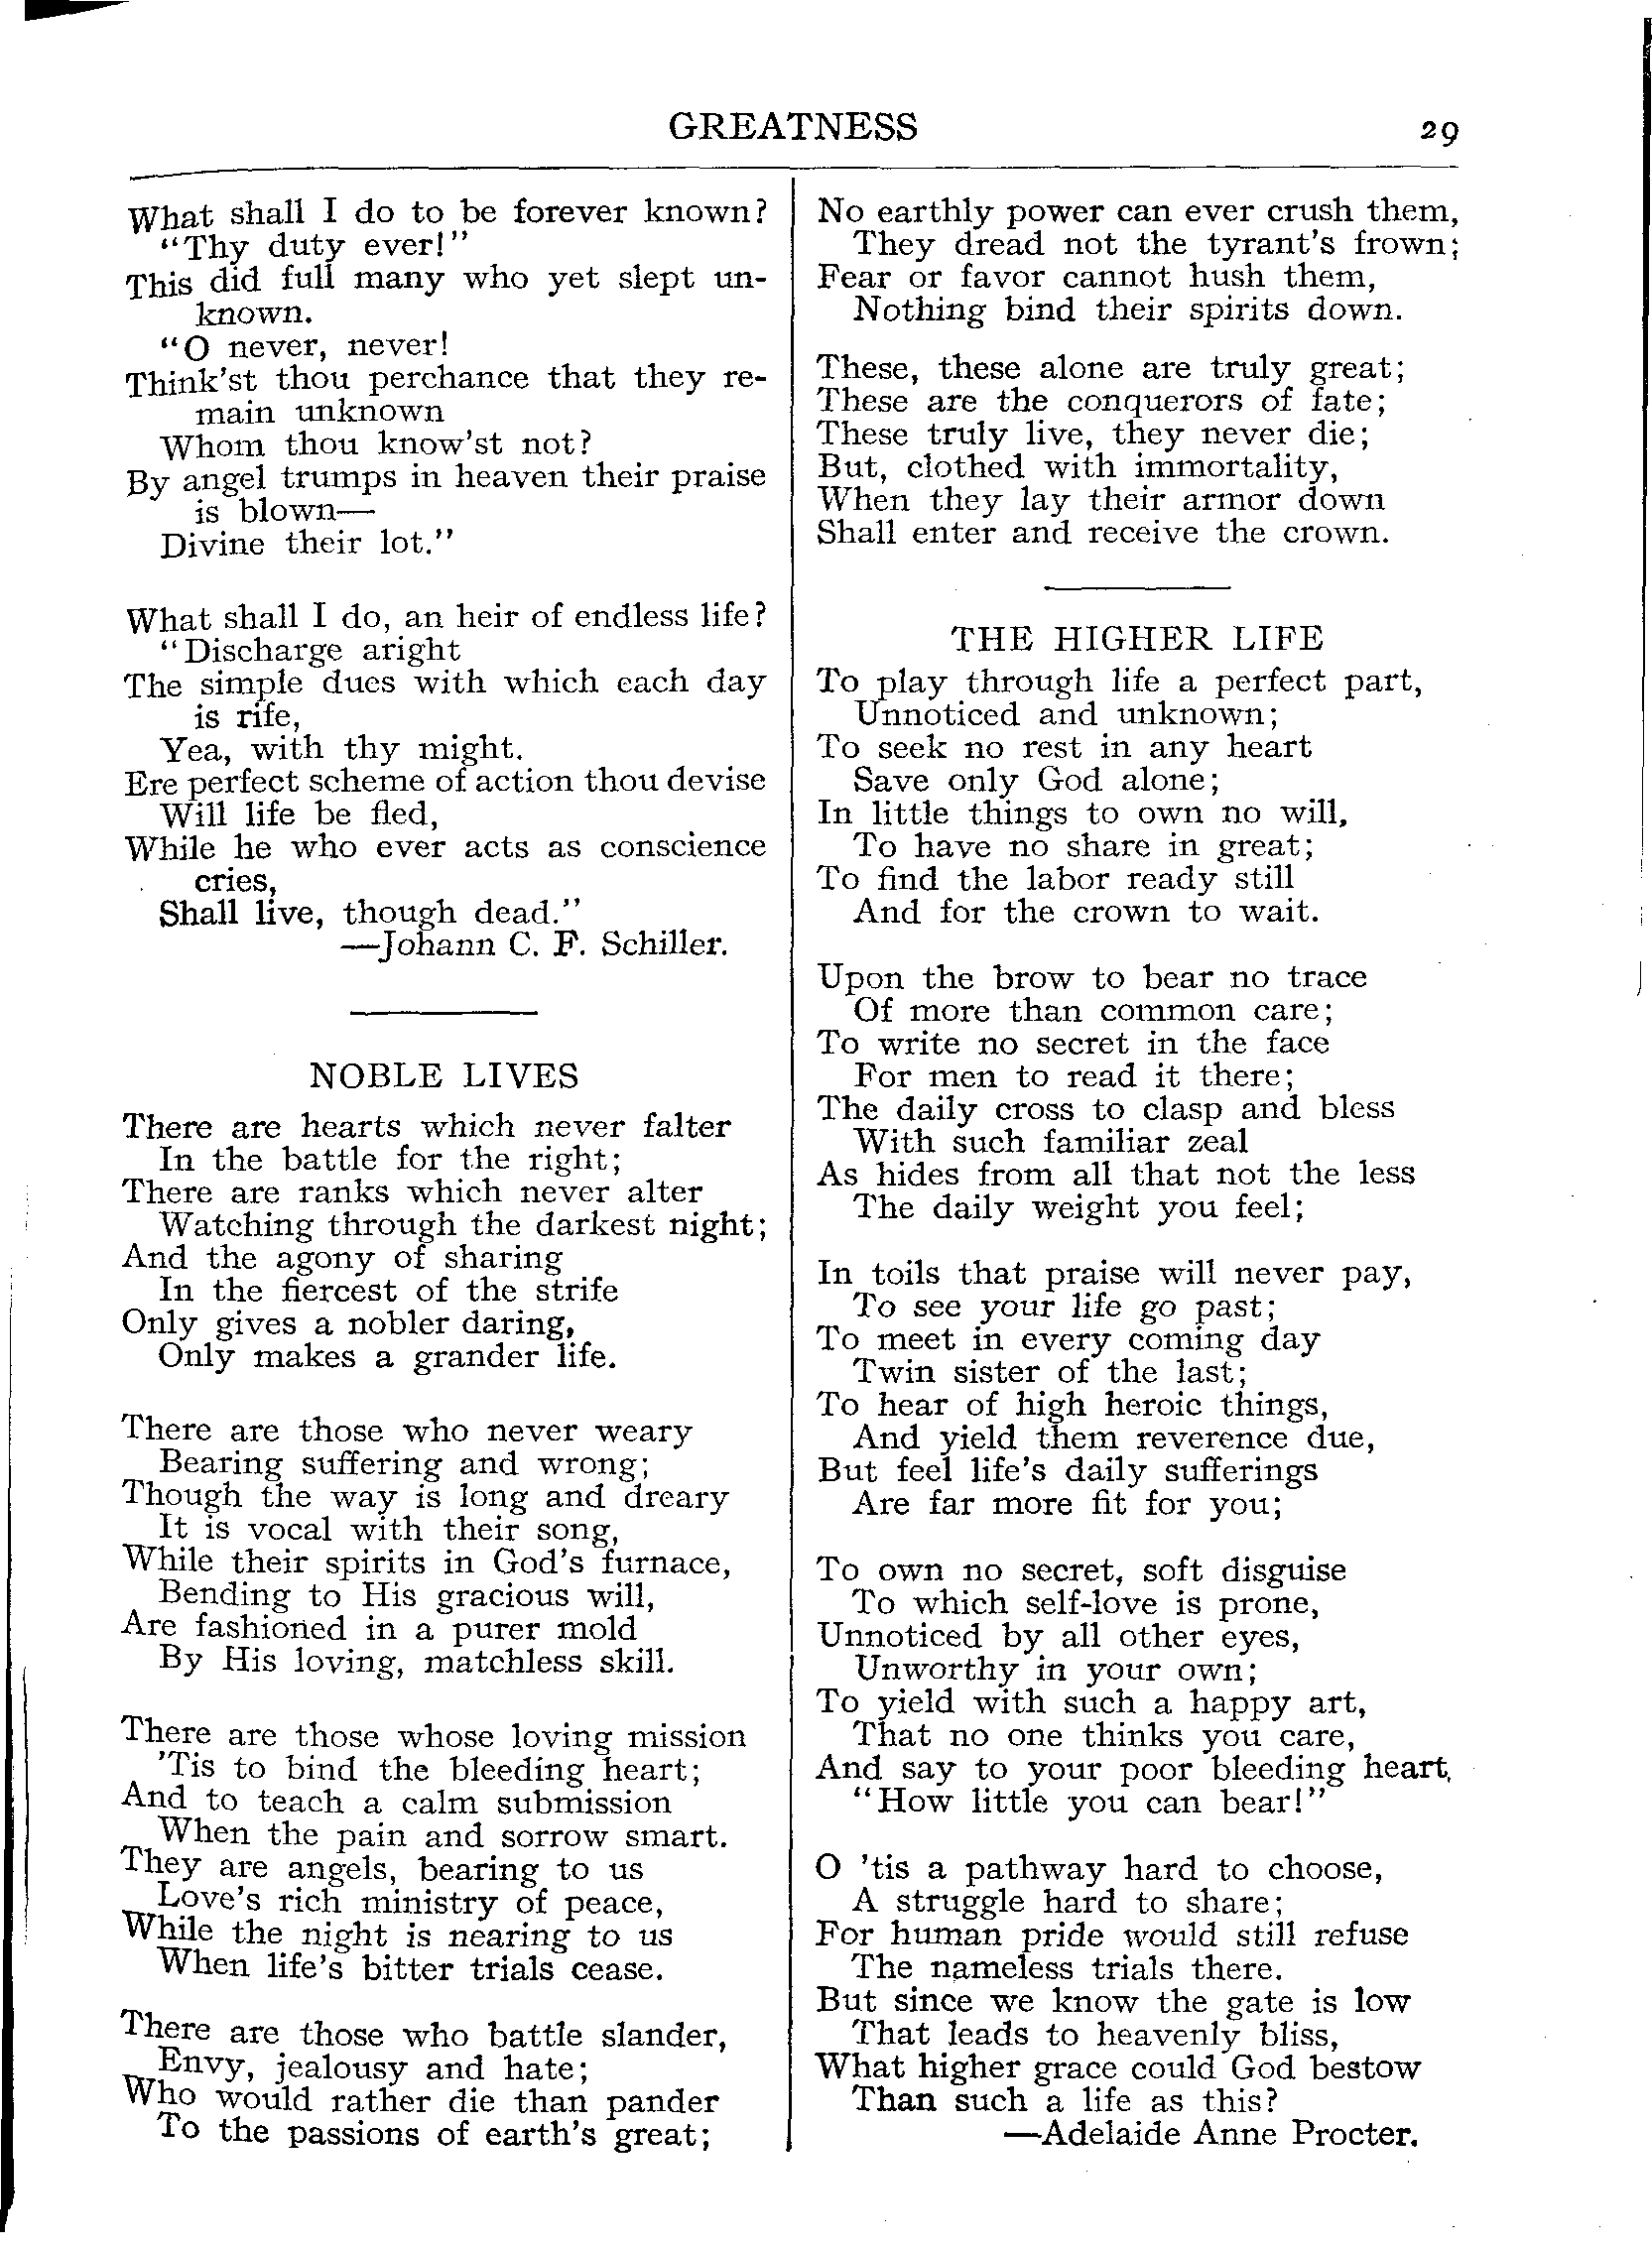 GREATNESS 29
What shall I do to be forever known?
"Thy duty ever!"
This did full many who yet slept un-
known.
"O never, never!
Think'st thou perchance that they re-
main unknown
Whom thou know'st not?
By angel trumps in heaven their praise
is blown—
Divine their lot."
What shall I do, an heir of endless life?
"Discharge aright
The simple dues with which each day
is rife,
Yea, with thy might.
Ere perfect scheme of action thou devise
Will life be fled,
While he who ever acts as conscience
cries,
Shall live, though dead."
—Johann C. F. Schiller.
NOBLE LIVES
There are hearts which never falter
In the battle for the right;
There are ranks which never alter
Watching through the darkest night;
And the agony of sharing
In the fiercest of the strife
Only gives a nobler daring,
Only makes a grander life.
There are those who never weary
Bearing suffering and wrong;
Though the way is long and dreary
It is vocal with their song,
While their spirits in God's furnace,
Bending to His gracious will,
Are fashioned in a purer mold
By His loving, matchless skill.
There are those whose loving mission
'Tis to bind the bleeding heart;
And to teach a calm submission
When the pain and sorrow smart.
They are angels, bearing to us
Love's rich ministry of peace,
While the night is nearing to us
When life's bitter trials cease.
There are those who battle slander,
Envy, jealousy and hate;
Who would rather die than pander
To the passions of earth's great;
No earthly power can ever crush them,
They dread not the tyrant's frown;
Fear or favor cannot hush them,
Nothing bind their spirits down.
These, these alone are truly great;
These are the conquerors of fate;
These truly live, they never die;
But, clothed with immortality,
When they lay their armor down
Shall enter and receive the crown.
THE HIGHER LIFE
To play through life a perfect part,
Unnoticed and unknown;
To seek no rest in any heart
Save only God alone;
In little things to own no will,
To have no share in great;
To find the labor ready still
And for the crown to wait.
Upon the brow to bear no trace
Of more than common care;
To write no secret in the face
For men to read it there;
The daily cross to clasp and bless
With such familiar zeal
As hides from all that not the less
The daily weight you feel;
In toils that praise will never pay,
To see your life go past;
To meet in every coming day
Twin sister of the last;
To hear of high heroic things,
And yield them reverence due,
But feel life's daily sufferings
Are far more fit for you;
To own no secret, soft disguise
To which self-love is prone,
Unnoticed by all other eyes,
Unworthy in your own;
To yield with such a happy art,
That no one thinks you care,
And say to your poor bleeding heart,
"How little you can bear!"
O 'tis a pathway hard to choose,
A struggle hard to share;
For human pride would still refuse
The nameless trials there.
But since we know the gate is low
That leads to heavenly bliss,
What higher grace could God bestow
Than such a life as this?
—Adelaide Anne Procter.